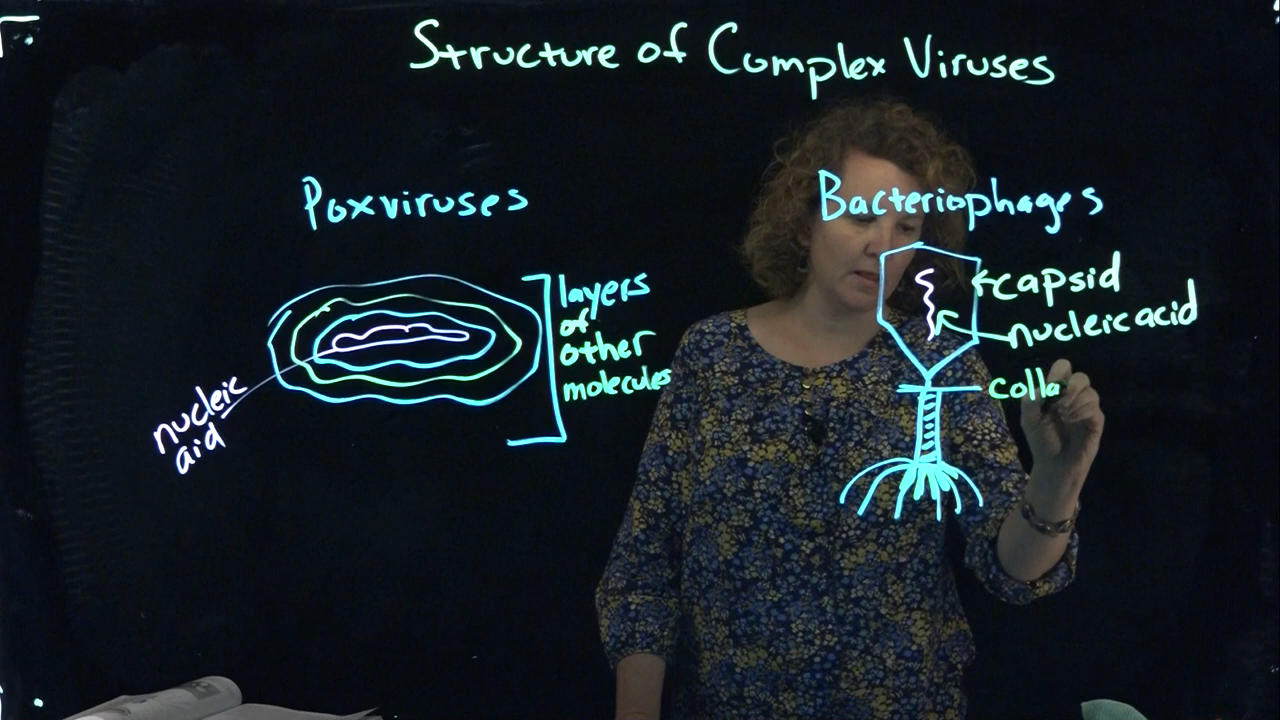 Structure of Complex Viruses
Poxviruses
layers
of
other
molecules
nucleic
aid
Bacteriophages
capsid
nucleic acid
colla